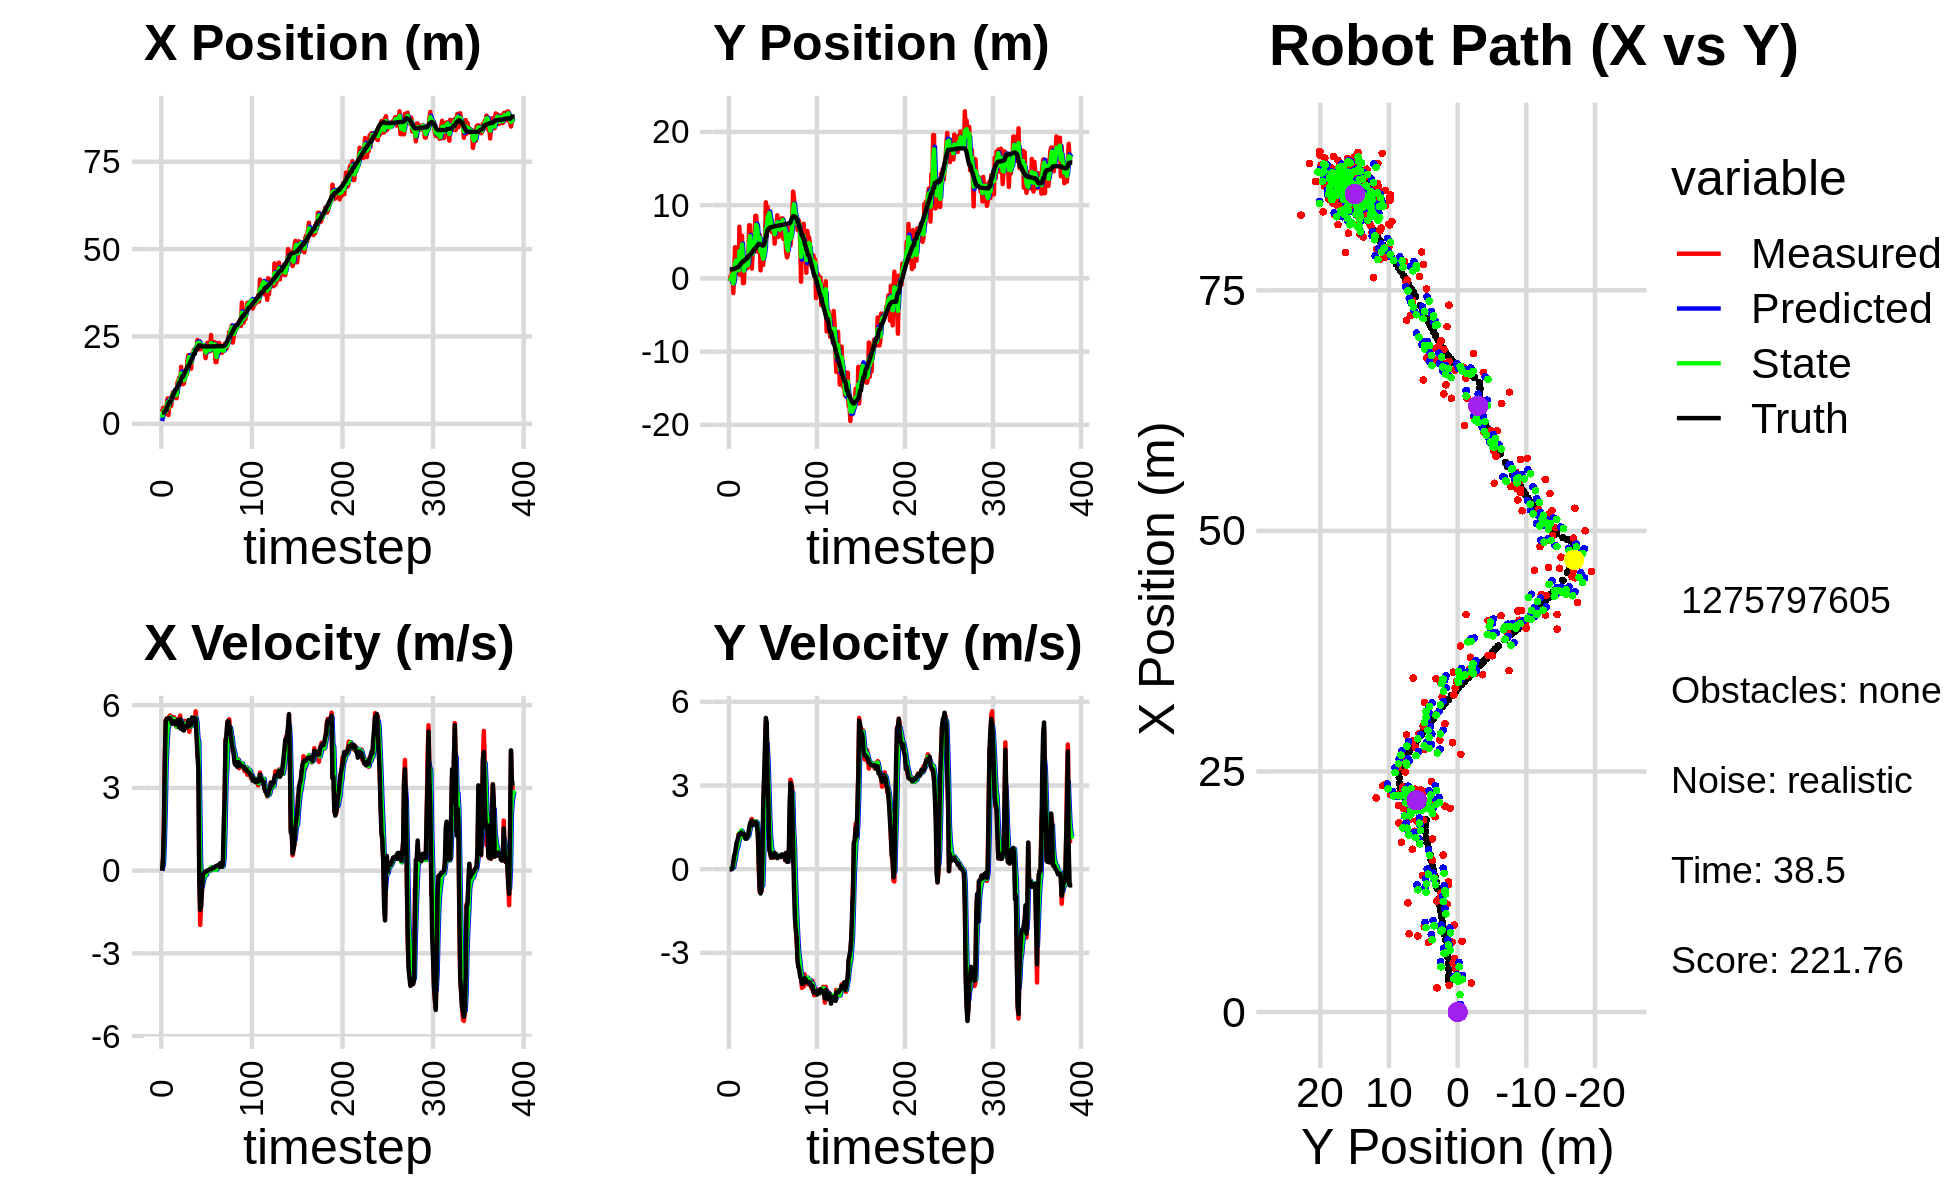 X Position (m)
75
50
25
0
0 100 200 300 400
timestep
Y Position (m)
20
10
0
-10
-20
0 100 200 300 400
timestep
X Velocity (m/s)
6
3
0
-3
-6
0 100 200 300 400
timestep
Y Velocity (m/s)
6
3
0
-3
0 100 200 300 400
timestep
Robot Path (X vs Y)
X Position (m)
75
50
25
0
20 10 0 -10 -20
Y Position (m)
variable
Measured
Predicted
State
Truth
1275797605
Obstacles: none
Noise: realistic
Time: 38.5
Score: 221.76